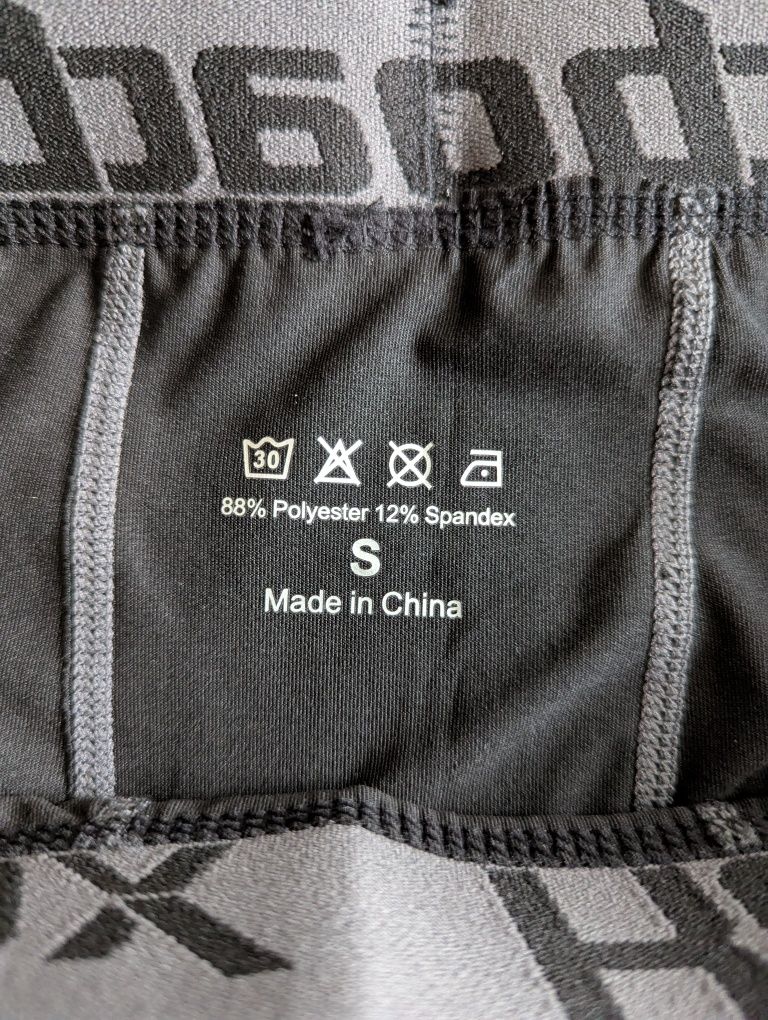 30
88% Polyester 12% Spandex
S
Made in China